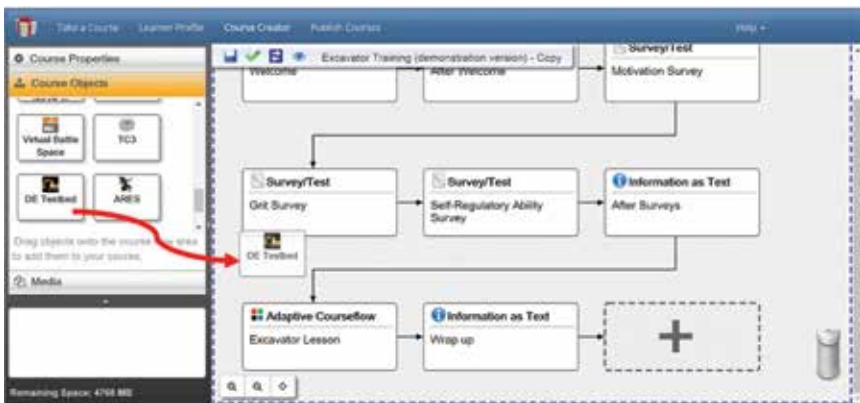 Take a Course Learner Profile Course Creator Publish Courses Help
Course Properties
Course Objects
Virtual Battle
Space
TC3
DE Testbed
ARES
Drag objects onto the course flow area
to add them to your course.
Media
Remaining Space: 4768 MB
Excavator Training (demonstration version) - Copy
Welcome
After Welcome
Survey/Test
Motivation Survey
Survey/Test
Grit Survey
Survey/Test
Self-Regulatory Ability
Survey
Information as Text
After Surveys
DE Testbed
Adaptive Courseflow
Excavator Lesson
Information as Text
Wrap up